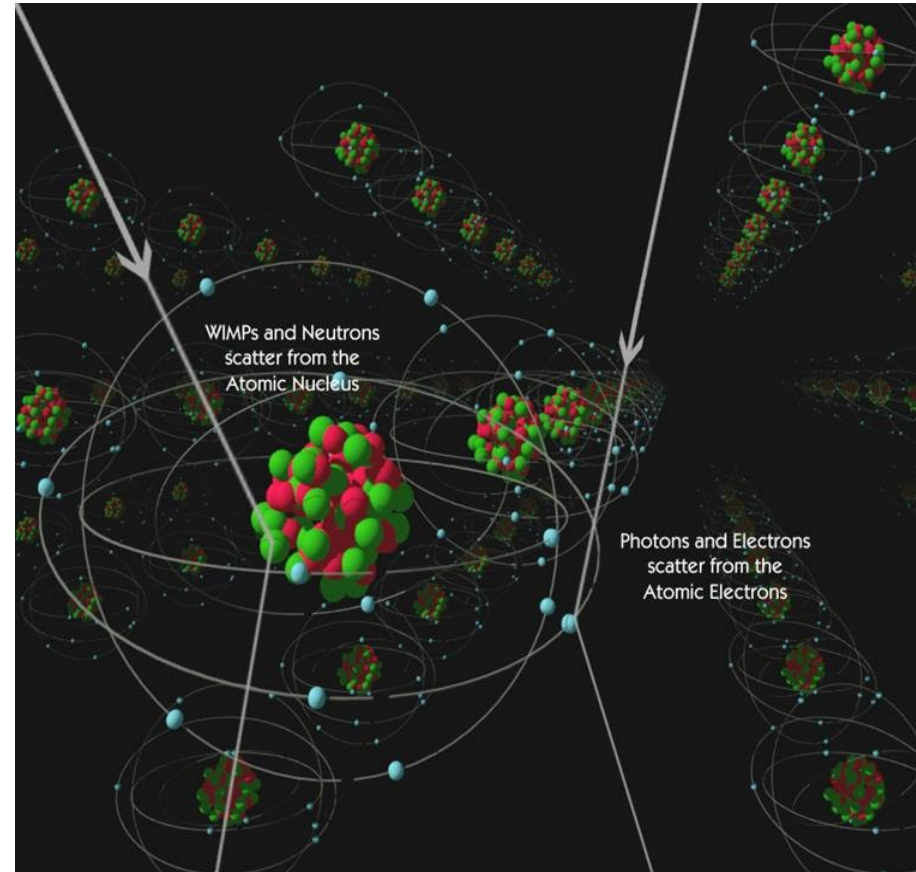 WIMPs and Neutrons
scatter from the
Atomic Nucleus
Photons and Electrons
scatter from the
Atomic Electrons